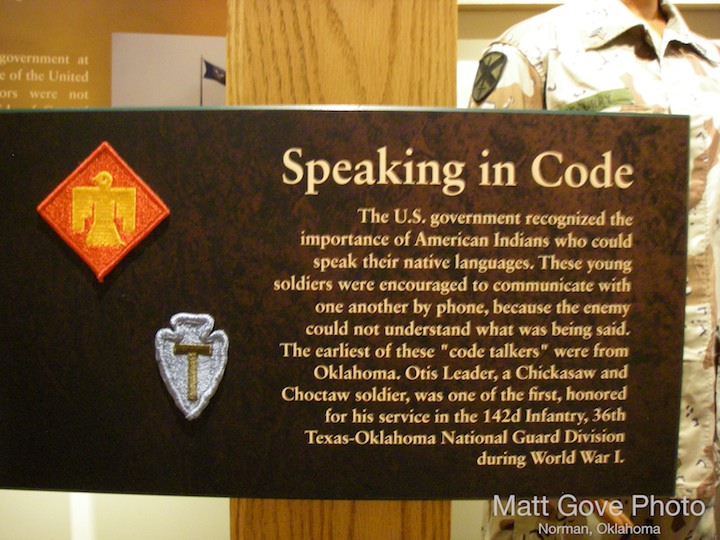 government at
e of the United
ors were not
Speaking in Code
The U.S. government recognized the
importance of American Indians who could
speak their native languages. These young
soldiers were encouraged to communicate with
one another by phone, because the enemy
could not understand what was being said.
The earliest of these "code talkers" were from
Oklahoma. Otis Leader, a Chickasaw and
Choctaw soldier, was one of the first, honored
for his service in the 142d Infantry, 36th
Texas-Oklahoma National Guard Division
during World War I.
T
Matt Gove Photo
Norman, Oklahoma